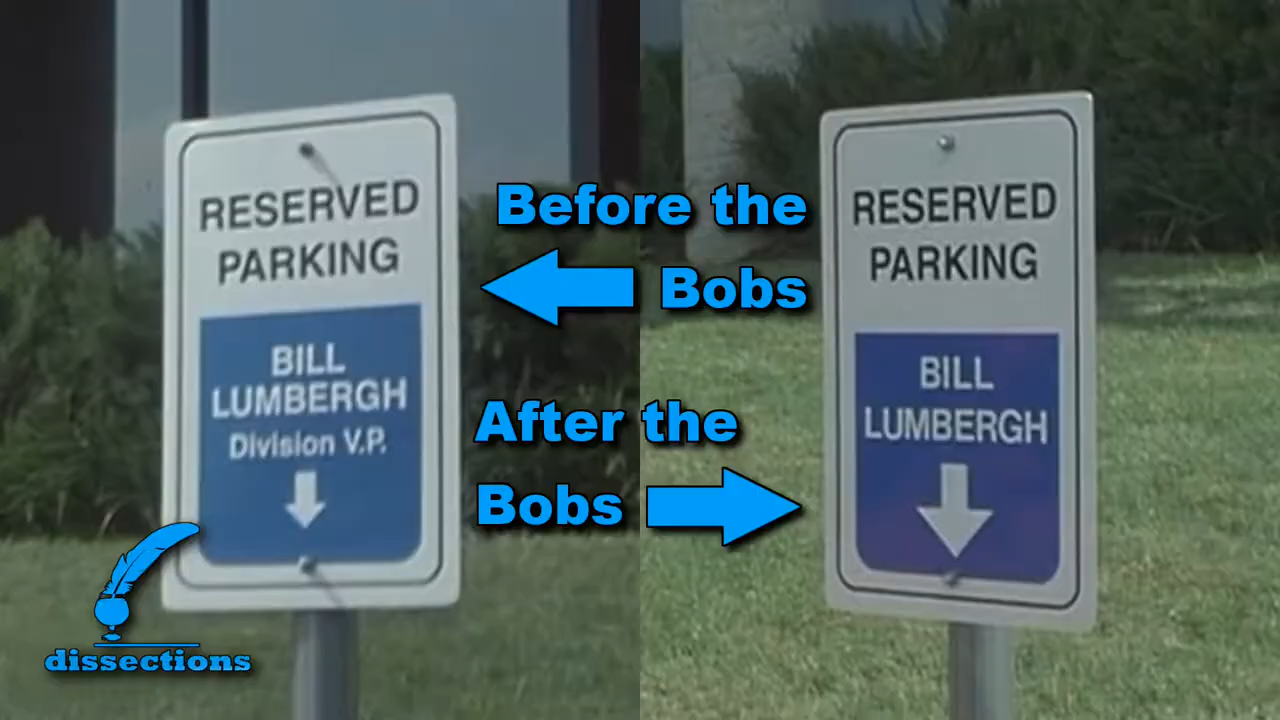 RESERVED
PARKING
BILL
LUMBERGH
Division V.P.
Before the
Bobs
After the
Bobs
RESERVED
PARKING
BILL
LUMBERGH
dissections